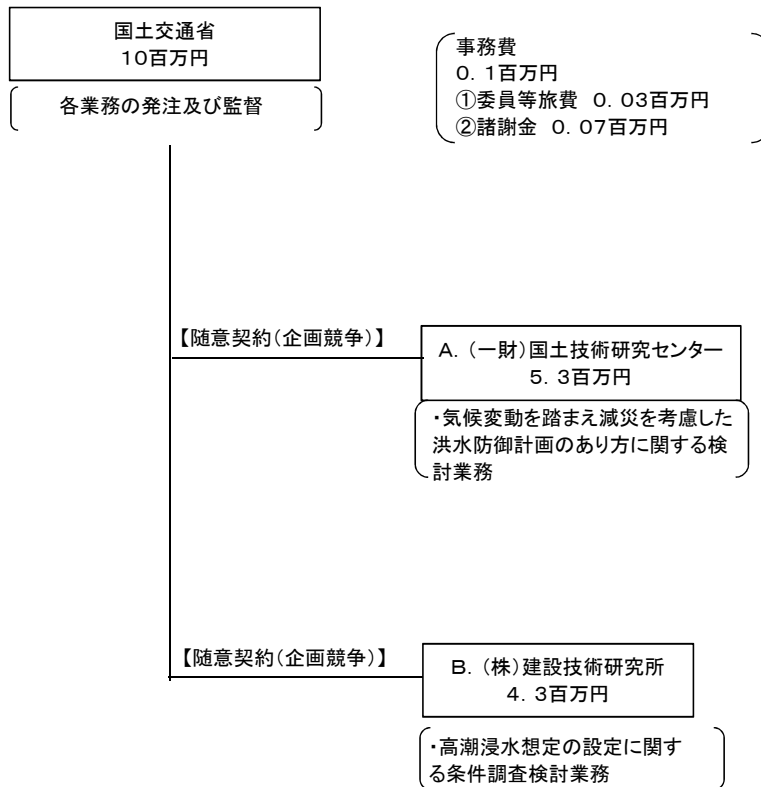 国土交通省
10百万円
各業務の発注及び監督
事務費
0．1百万円
①委員等旅費　0．03百万円
②諸謝金　0．07百万円
【随意契約（企画競争）】
A．（一財）国土技術研究センター
5．3百万円
・気候変動を踏まえ減災を考慮した
洪水防御計画のあり方に関する検
討業務
【随意契約（企画競争）】
B．（株）建設技術研究所
4．3百万円
・高潮浸水想定の設定に関す
る条件調査検討業務